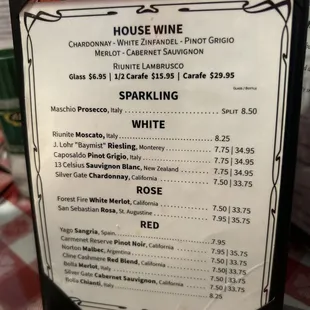 HOUSE WINE
CHARDONNAY - WHITE ZINFANDEL - PINOT GRIGIO
MERLOT - CABERNET SAUVIGNON
RIUNITE LAMBRUSCO
Glass $6.95 | 1/2 Carafe $15.95 | Carafe $29.95
Glass / Bottle
SPARKLING
Maschio Prosecco, Italy SPLIT 8.50
WHITE
Riunite Moscato, Italy 8.25
J. Lohr "Baymist" Riesling, Monterey 7.75 | 34.95
Caposaldo Pinot Grigio, Italy 7.75 | 34.95
13 Celsius Sauvignon Blanc, New Zealand 7.75 | 34.95
Silver Gate Chardonnay, California 7.50 | 33.75
ROSE
Forest Fire White Merlot, California 7.50 | 33.75
San Sebastian Rosa, St. Augustine 7.95 | 35.75
RED
Yago Sangria, Spain 7.95
Carmenet Reserve Pinot Noir, California 7.95 | 35.75
Norton Malbec, Argentina 7.50 | 33.75
Cline Cashmere Red Blend, California 7.50 | 33.75
Bolla Merlot, Italy 7.50 | 33.75
Silver Gate Cabernet Sauvignon, California 7.50 | 33.75
Bolla Chianti, Italy 8.25